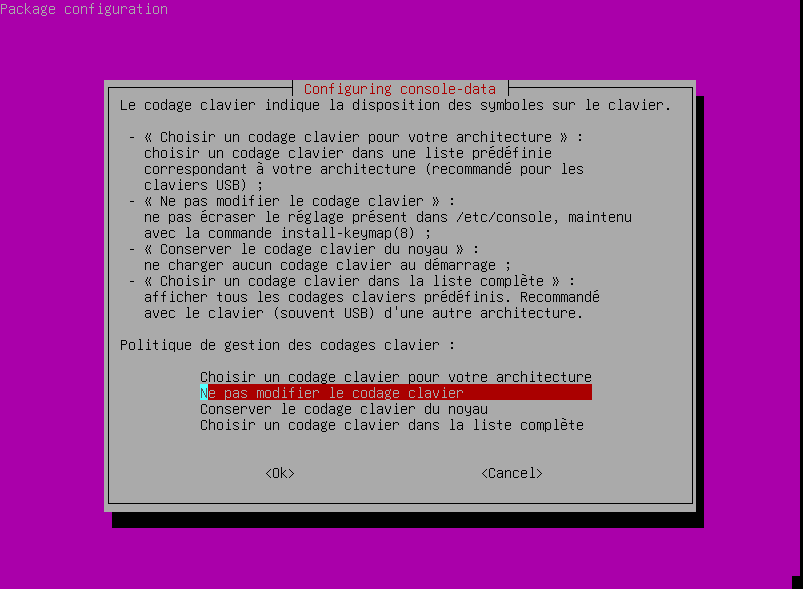 Package configuration
Configuring console-data
Le codage clavier indique la disposition des symboles sur le clavier.
- « Choisir un codage clavier pour votre architecture » :
choisir un codage clavier dans une liste prédéfinie
correspondant à votre architecture (recommandé pour les
claviers USB) ;
- « Ne pas modifier le codage clavier » :
ne pas écraser le réglage présent dans /etc/console, maintenu
avec la commande install-keymap(8) ;
- « Conserver le codage clavier du noyau » :
ne charger aucun codage clavier au démarrage ;
- « Choisir un codage clavier dans la liste complète » :
afficher tous les codages claviers prédéfinis. Recommandé
avec le clavier (souvent USB) d'une autre architecture.
Politique de gestion des codages clavier :
Choisir un codage clavier pour votre architecture
Ne pas modifier le codage clavier
Conserver le codage clavier du noyau
Choisir un codage clavier dans la liste complète
<Ok> <Cancel>